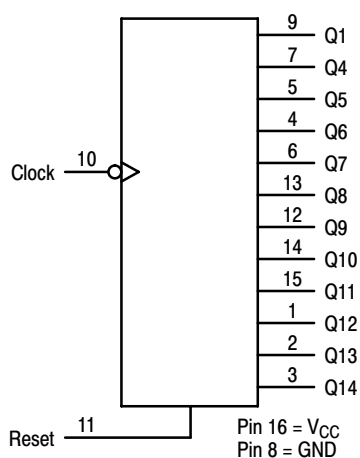 9 Q1
7 Q4
5 Q5
4 Q6
6 Q7
Clock 10
13 Q8
12 Q9
14 Q10
15 Q11
1 Q12
2 Q13
3 Q14
Reset 11
Pin 16 = VCC
Pin 8 = GND